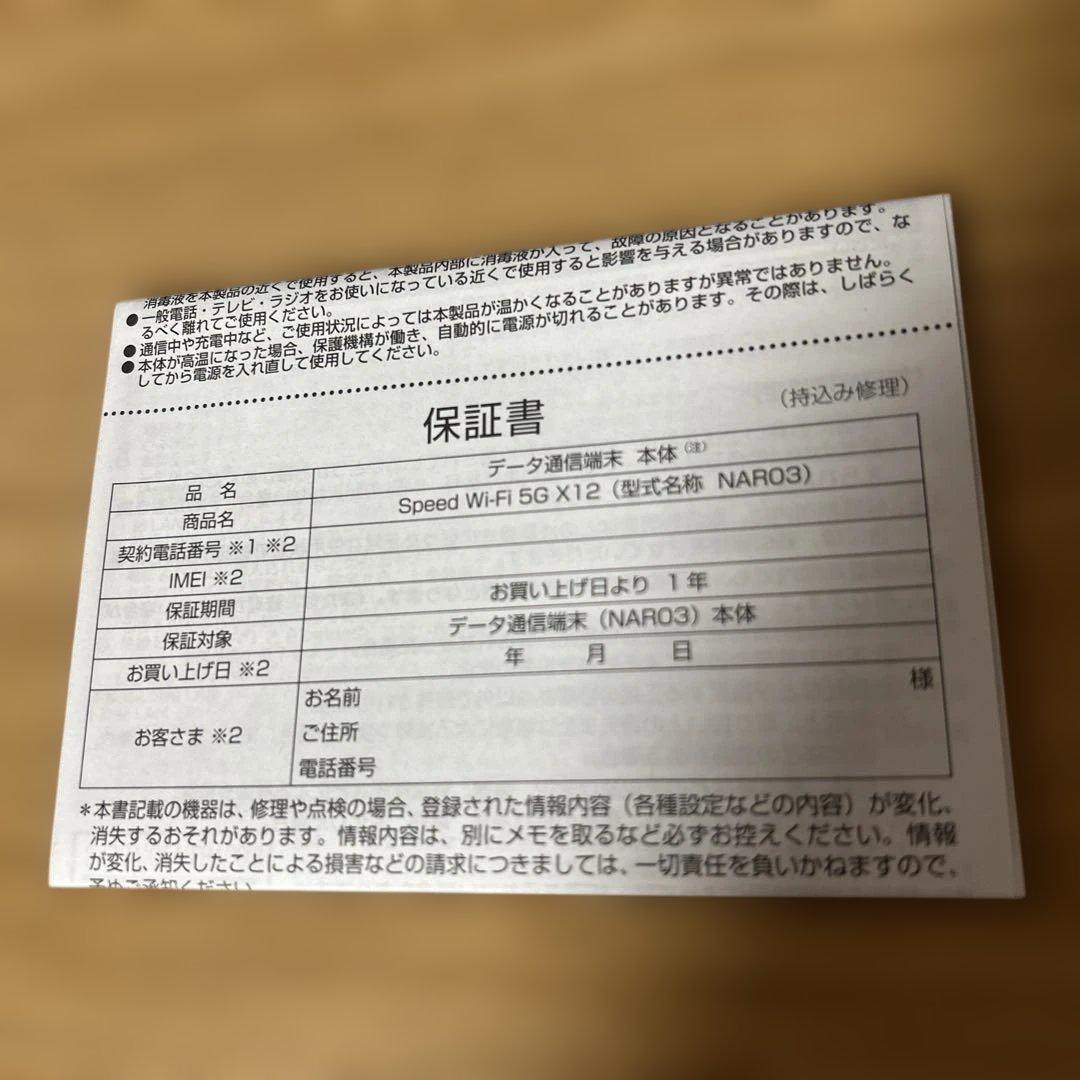 消毒液を本製品の近くで使用すると、本製品内部に消毒液が入って、故障の原因となることがあります。
●一般電話・テレビ・ラジオをお使いになっている近くで使用すると影響を与える場合がありますので、な
るべく離れてご使用ください。
●通信中や充電中など、ご使用状況によっては本製品が温かくなることがありますが異常ではありません。
●本体が高温になった場合、保護機構が働き、自動的に電源が切れることがあります。その際は、しばらく
してから電源を入れ直して使用してください。
保証書
(持込み修理)
品 名 データ通信端末 本体(注)
商品名 Speed Wi-Fi 5G X12(型式名称 NAR03)
契約電話番号 ※1 ※2
IMEI ※2
保証期間 お買い上げ日より 1 年
保証対象 データ通信端末(NAR03)本体
お買い上げ日 ※2 年 月 日
お客さま ※2
お名前 様
ご住所
電話番号
*本書記載の機器は、修理や点検の場合、登録された情報内容(各種設定などの内容)が変化、
消失するおそれがあります。情報内容は、別にメモを取るなど必ずお控えください。情報
が変化、消失したことによる損害などの請求につきましては、一切責任を負いかねますので、
予めご承知ください。